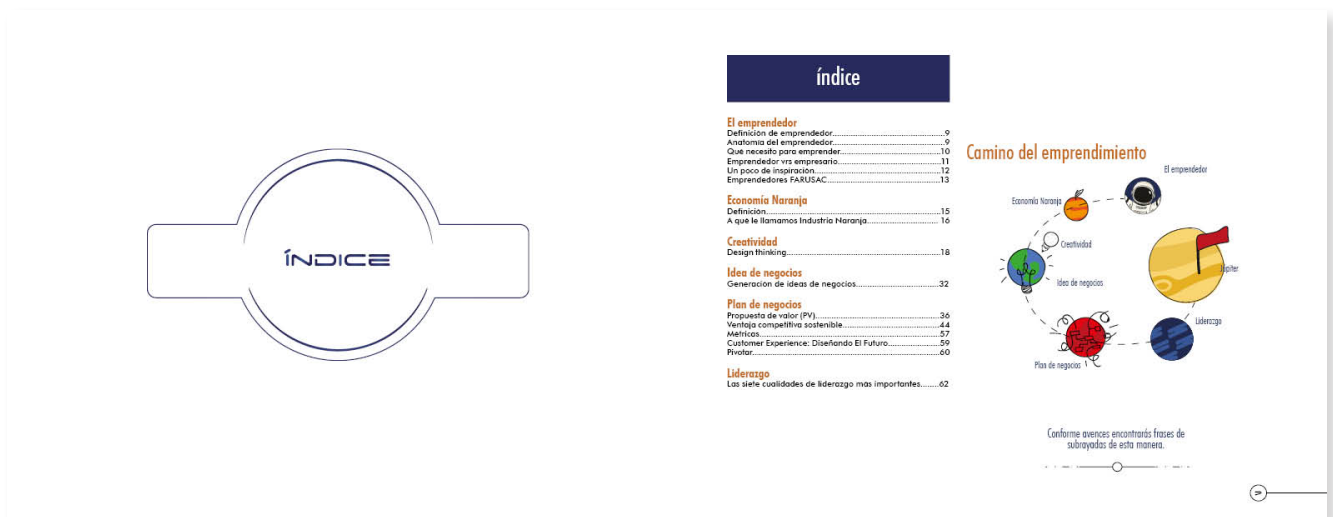 ÍNDICE
índice
El emprendedor
Definición de emprendedor..............................................9
Anatomía del emprendedor..............................................9
Qué necesito para emprender.........................................10
Emprendedor vrs empresario..........................................11
Un poco de inspiración....................................................12
Emprendedores FARUSAC..............................................13
Economía Naranja
Definición.......................................................................15
A qué le llamamos Industria Naranja............................. 16
Creatividad
Design thinking...............................................................18
Idea de negocios
Generación de ideas de negocios..................................32
Plan de negocios
Propuesta de valor (PV)...................................................36
Ventaja competitiva sostenible........................................44
Métricas..........................................................................57
Customer Experience: Diseñando El Futuro.....................59
Pivotar.............................................................................60
Liderazgo
Las siete cualidades de liderazgo más importantes........62
Camino del emprendimiento
El emprendedor
Economía Naranja
Creatividad
Idea de negocios
Jupiter
Liderazgo
Plan de negocios
Conforme avences encontrarás frases de
subrayadas de esta manera.